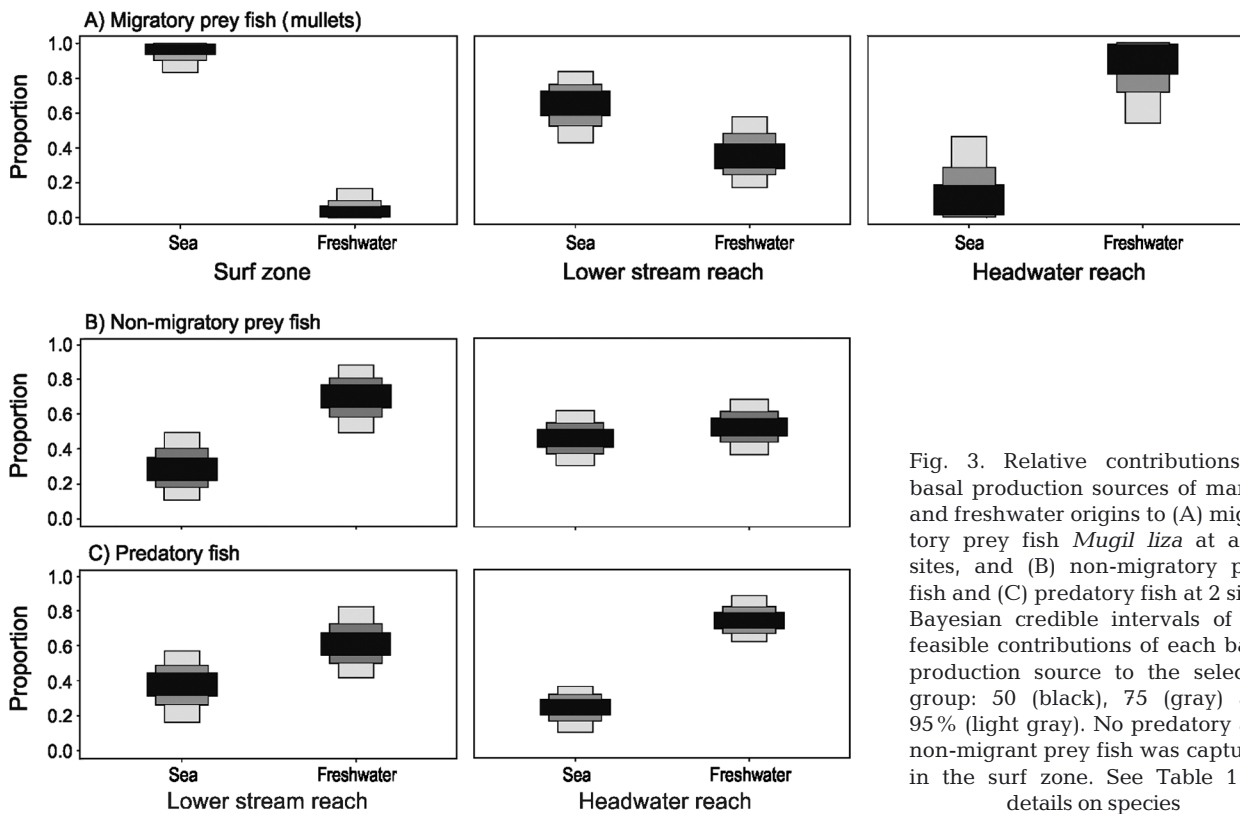 A) Migratory prey fish (mullets)
Proportion
1.0
0.8
0.6
0.4
0.2
0.0
Sea
Freshwater
Surf zone
Sea
Freshwater
Lower stream reach
Sea
Freshwater
Headwater reach
B) Non-migratory prey fish
Proportion
1.0
0.8
0.6
0.4
0.2
0.0
C) Predatory fish
Proportion
1.0
0.8
0.6
0.4
0.2
0.0
Sea
Freshwater
Lower stream reach
Sea
Freshwater
Headwater reach
Fig. 3. Relative contributions
basal production sources of mar
and freshwater origins to (A) mig
tory prey fish Mugil liza at a
sites, and (B) non-migratory p
fish and (C) predatory fish at 2 si
Bayesian credible intervals of
feasible contributions of each ba
production source to the selec
group: 50 (black), 75 (gray)
95% (light gray). No predatory
non-migrant prey fish was captu
in the surf zone. See Table 1
details on species